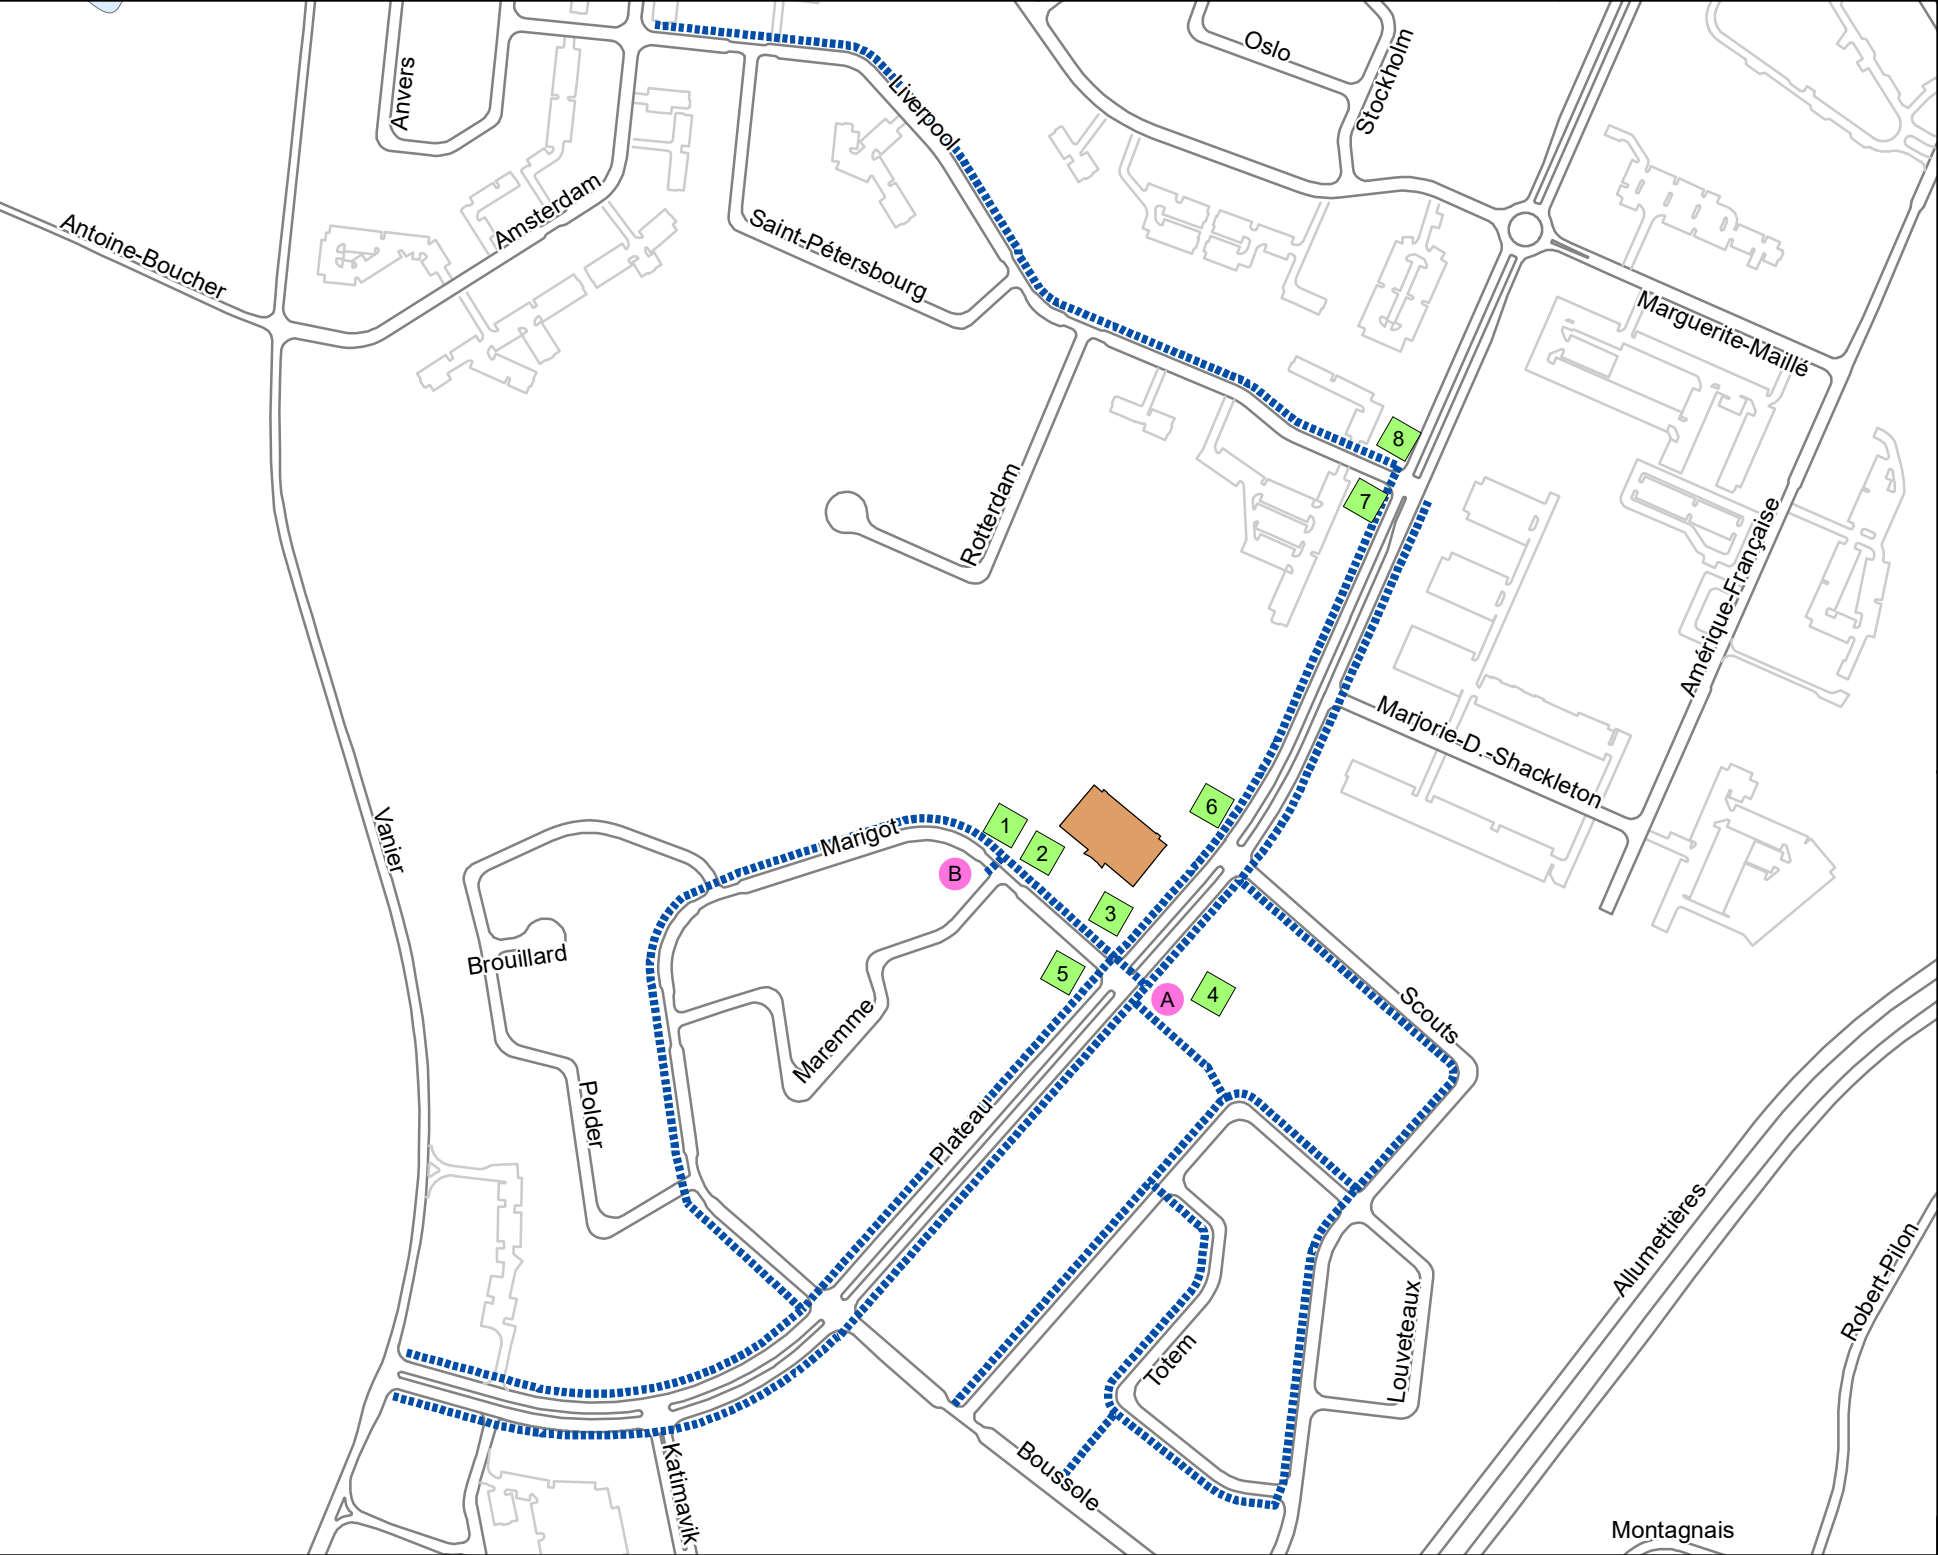 Oslo
Stockholm
Anvers
Liverpool
Amsterdam
Antoine-Boucher
Saint-Pétersbourg
Marguerite-Maillé
8
7
Rotterdam
Amérique-Française
Marjorie-D.-Shackleton
Vanier
6
1
Marigot
2
B
3
Brouillard
5
A
4
Scouts
Maremme
Polder
Plateau
Allumettières
Robert-Pilon
Louveteaux
Totem
Katimavik
Boussole
Montagnais